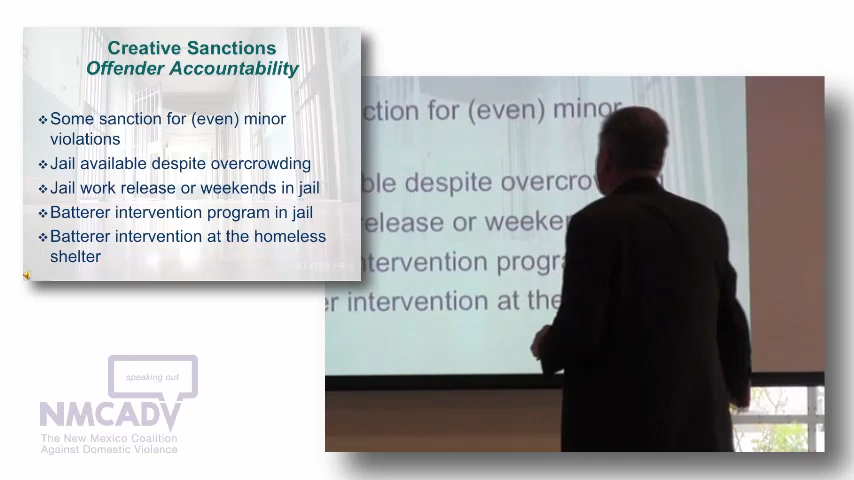 Creative Sanctions
Offender Accountability
❖Some sanction for (even) minor
violations
❖Jail available despite overcrowding
❖Jail work release or weekends in jail
❖Batterer intervention program in jail
❖Batterer intervention at the homeless
shelter
ction for (even) minor
ble despite overcro
elease or weeke
ntervention progra
er intervention at the
speaking out
NMCADV
The New Mexico Coalition
Against Domestic Violence